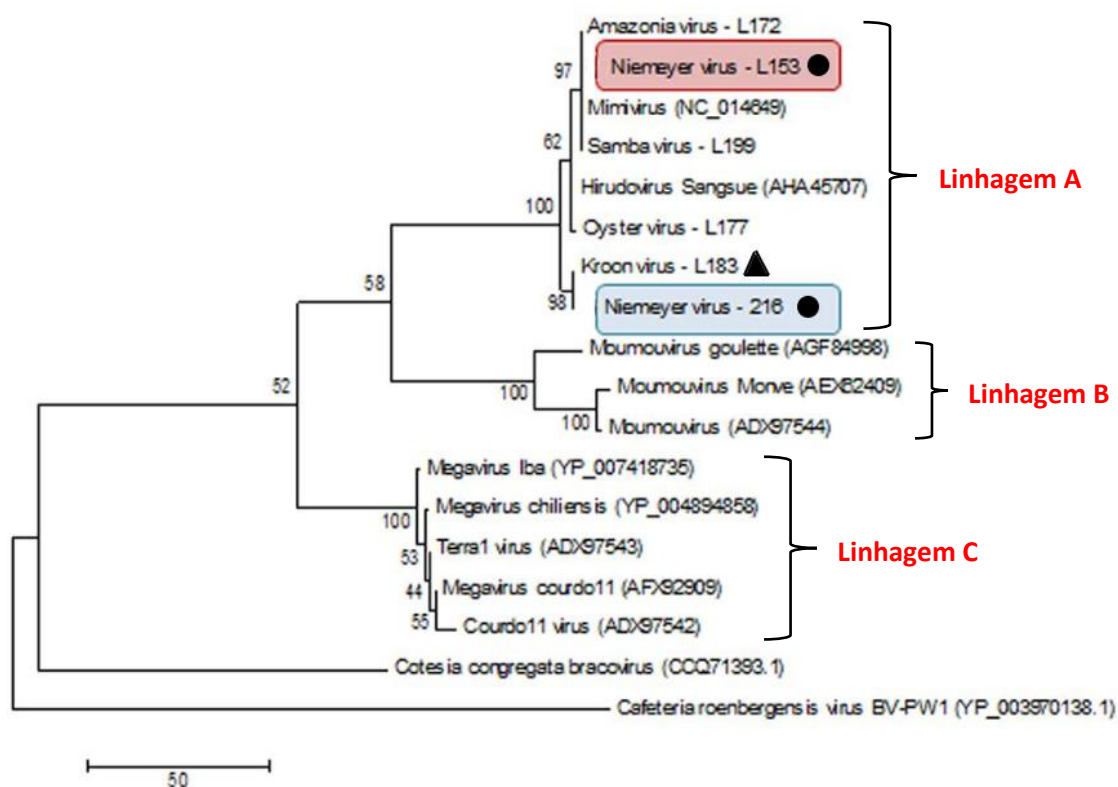 Amazonia virus - L172
97
Niemeyer virus - L153
Mimivirus (NC_014649)
62
Samba virus - L199
Linhagem A
Hirudovirus Sangsue (AHA45707)
100
Oyster virus - L177
Kroon virus - L183
58
98
Niemeyer virus - 216
Moumouvirus goulette (AGF84998)
52
100
Moumouvirus Monve (AEX62409)
Linhagem B
100
Moumouvirus (ADX97544)
Megavirus lba (YP_007418735)
Megavirus chiliensis (YP_004894858)
100
Terra1 virus (ADX97543)
53
Linhagem C
Megavirus courdo11 (AFX92909)
44
55
Courdo11 virus (ADX97542)
Cotesia congregata bracovirus (CCQ71393.1)
Cafeteria roenbergensis virus BV-PW1 (YP_003970138.1)
50